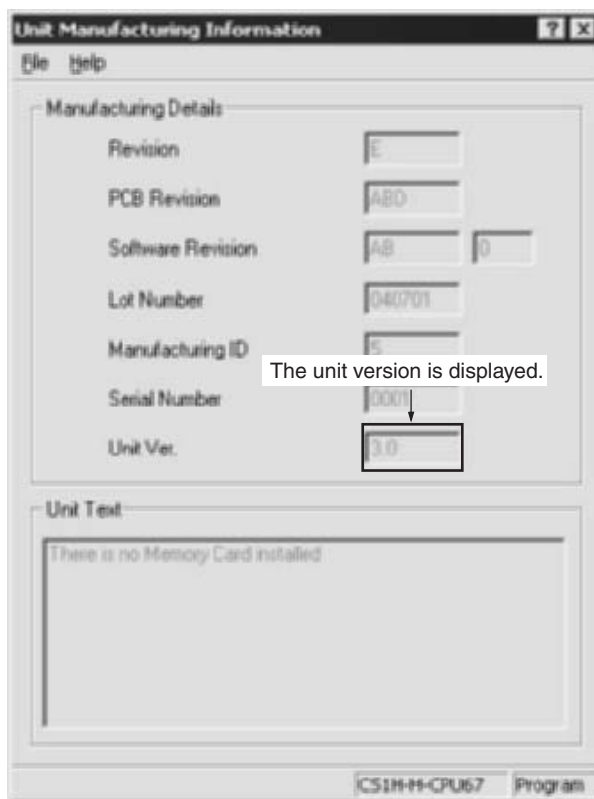 Unit Manufacturing Information
File Help
Manufacturing Details
Revision E
PCB Revision ABD
Software Revision AB 0
Lot Number 040701
Manufacturing ID S
The unit version is displayed.
Serial Number 0001
Unit Ver. 3.0
Unit Text
There is no Memory Card installed
CS1H-H-CPU67 Program